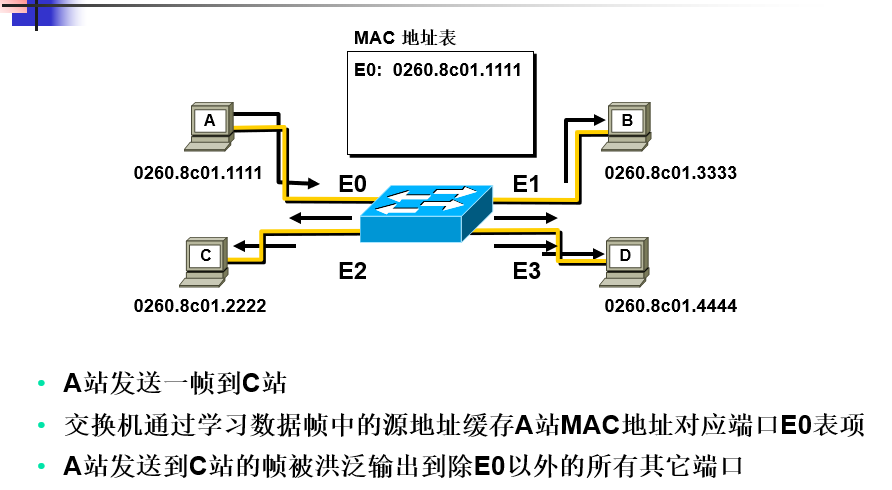 MAC 地址表
E0: 0260.8c01.1111
A
B
0260.8c01.1111
0260.8c01.3333
E0
E1
C
D
E2
E3
0260.8c01.2222
0260.8c01.4444
• A站发送一帧到C站
• 交换机通过学习数据帧中的源地址缓存A站MAC地址对应端口E0表项
• A站发送到C站的帧被洪泛输出到除E0以外的所有其它端口